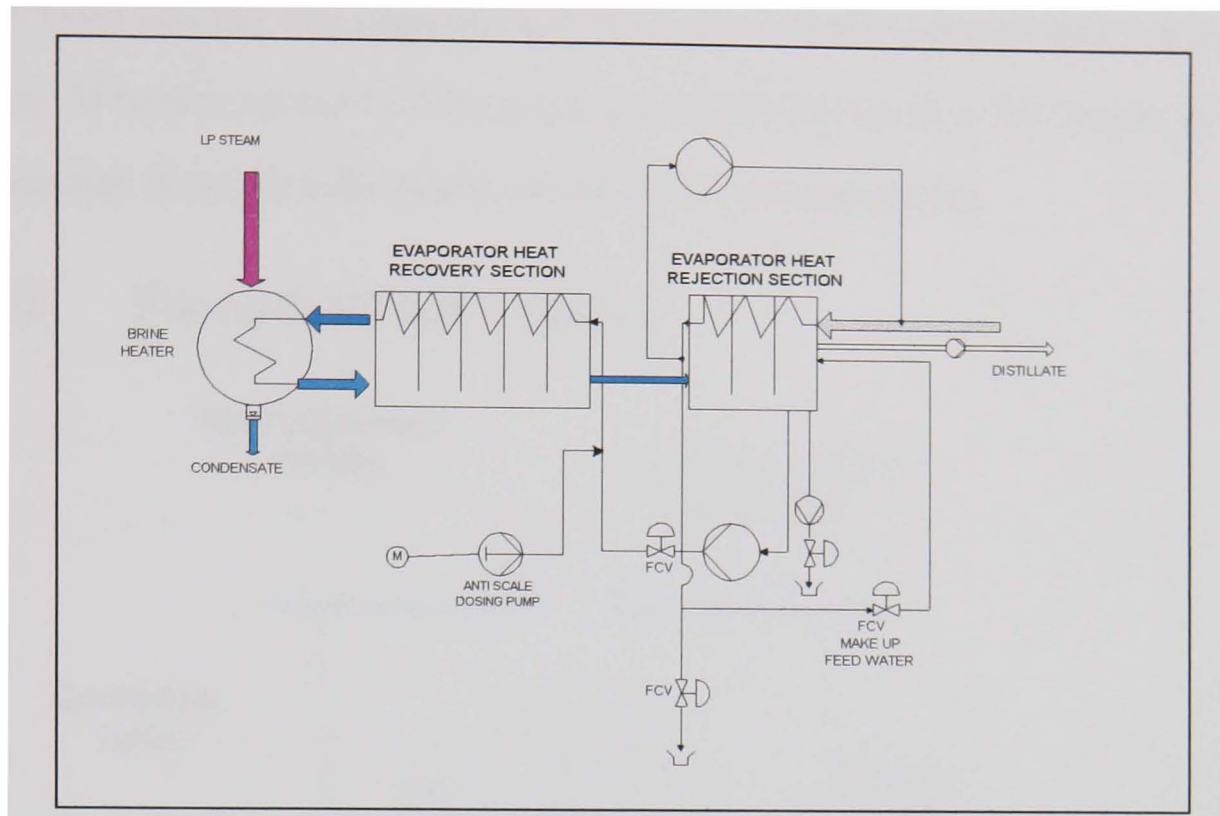 LP STEAM
EVAPORATOR HEAT
RECOVERY SECTION
EVAPORATOR HEAT
REJECTION SECTION
BRINE
HEATER
DISTILLATE
CONDENSATE
M
ANTI SCALE
DOSING PUMP
FCV
FCV
MAKE UP
FEED WATER
FCV